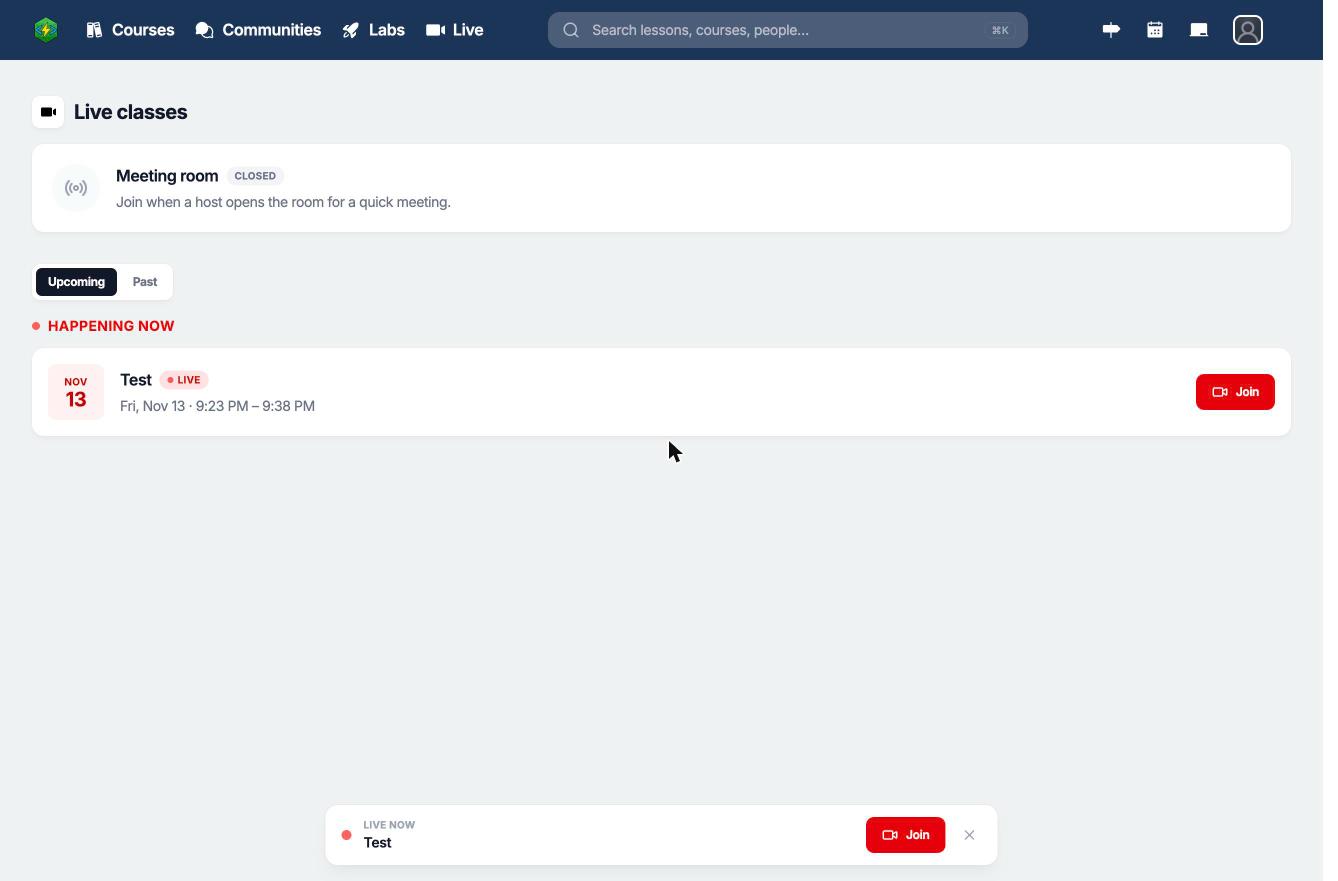 Courses
Communities
Labs
Live
Search lessons, courses, people...
⌘K
Live classes
Meeting room
CLOSED
Join when a host opens the room for a quick meeting.
Upcoming
Past
HAPPENING NOW
NOV
13
Test
LIVE
Fri, Nov 13 · 9:23 PM – 9:38 PM
Join
LIVE NOW
Test
Join